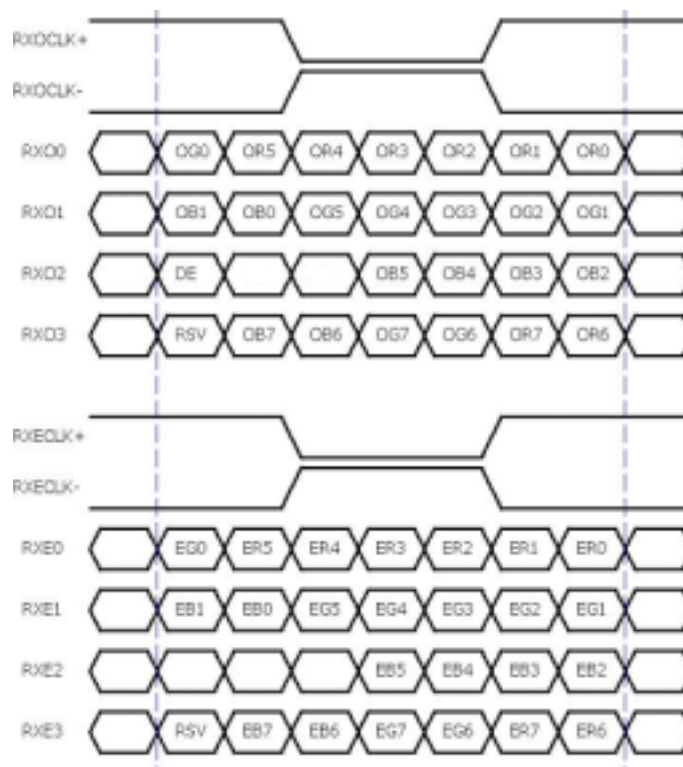 RXOCLK+
RXOCLK-
RXO0 OG0 OR5 OR4 OR3 OR2 OR1 OR0
RXO1 OB1 OB0 OG5 OG4 OG3 OG2 OG1
RXO2 DE OB5 OB4 OB3 OB2
RXO3 RSV OB7 OB6 OG7 OG6 OR7 OR6
RXECLK+
RXECLK-
RXE0 EG0 ER5 ER4 ER3 ER2 ER1 ER0
RXE1 EB1 EB0 EG5 EG4 EG3 EG2 EG1
RXE2 EB5 EB4 EB3 EB2
RXE3 RSV EB7 EB6 EG7 EG6 ER7 ER6